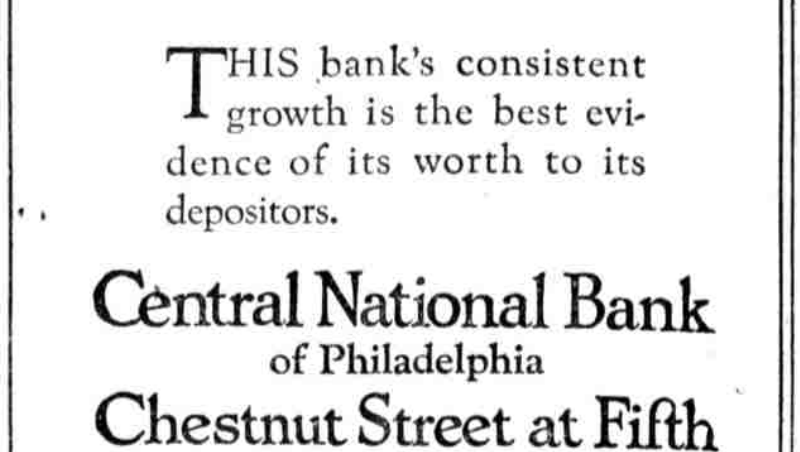 THIS bank's consistent
growth is the best evi-
dence of its worth to its
depositors.
Central National Bank
of Philadelphia
Chestnut Street at Fifth